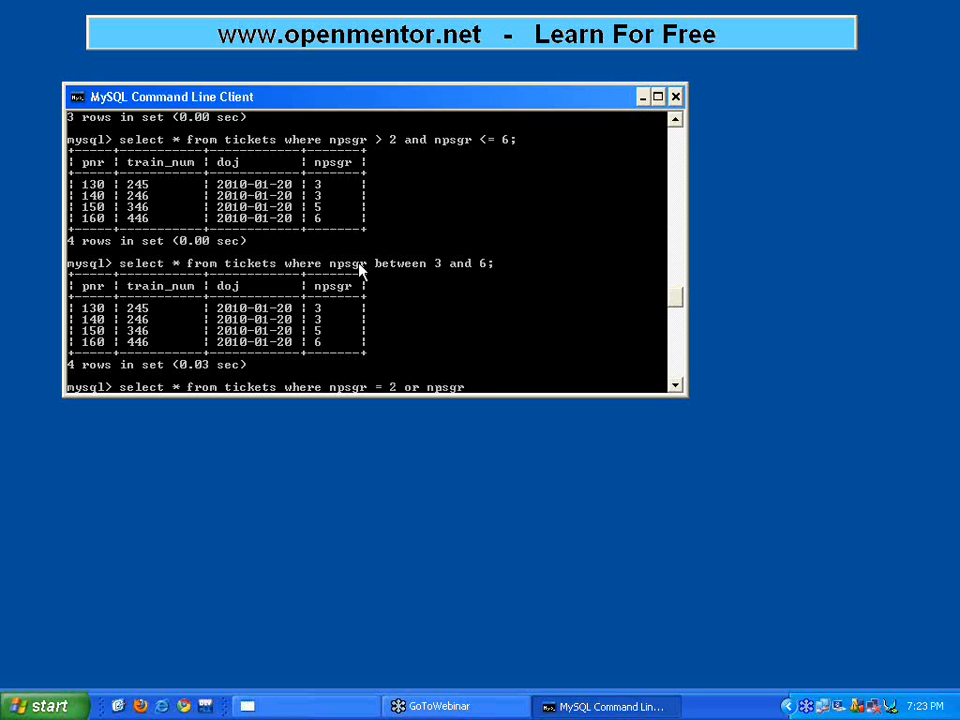 www.openmentor.net - Learn For Free
MySQL Command Line Client
3 rows in set (0.00 sec)
mysql> select * from tickets where npsgr > 2 and npsgr <= 6;
+-----+-----------+------------+-------+
| pnr | train_num | doj | npsgr |
+-----+-----------+------------+-------+
| 130 | 245 | 2010-01-20 | 3 |
| 140 | 246 | 2010-01-20 | 3 |
| 150 | 346 | 2010-01-20 | 5 |
| 160 | 446 | 2010-01-20 | 6 |
+-----+-----------+------------+-------+
4 rows in set (0.00 sec)
mysql> select * from tickets where npsgr between 3 and 6;
+-----+-----------+------------+-------+
| pnr | train_num | doj | npsgr |
+-----+-----------+------------+-------+
| 130 | 245 | 2010-01-20 | 3 |
| 140 | 246 | 2010-01-20 | 3 |
| 150 | 346 | 2010-01-20 | 5 |
| 160 | 446 | 2010-01-20 | 6 |
+-----+-----------+------------+-------+
4 rows in set (0.03 sec)
mysql> select * from tickets where npsgr = 2 or npsgr
start GoToWebinar MySQL Command Lin... 7:23 PM